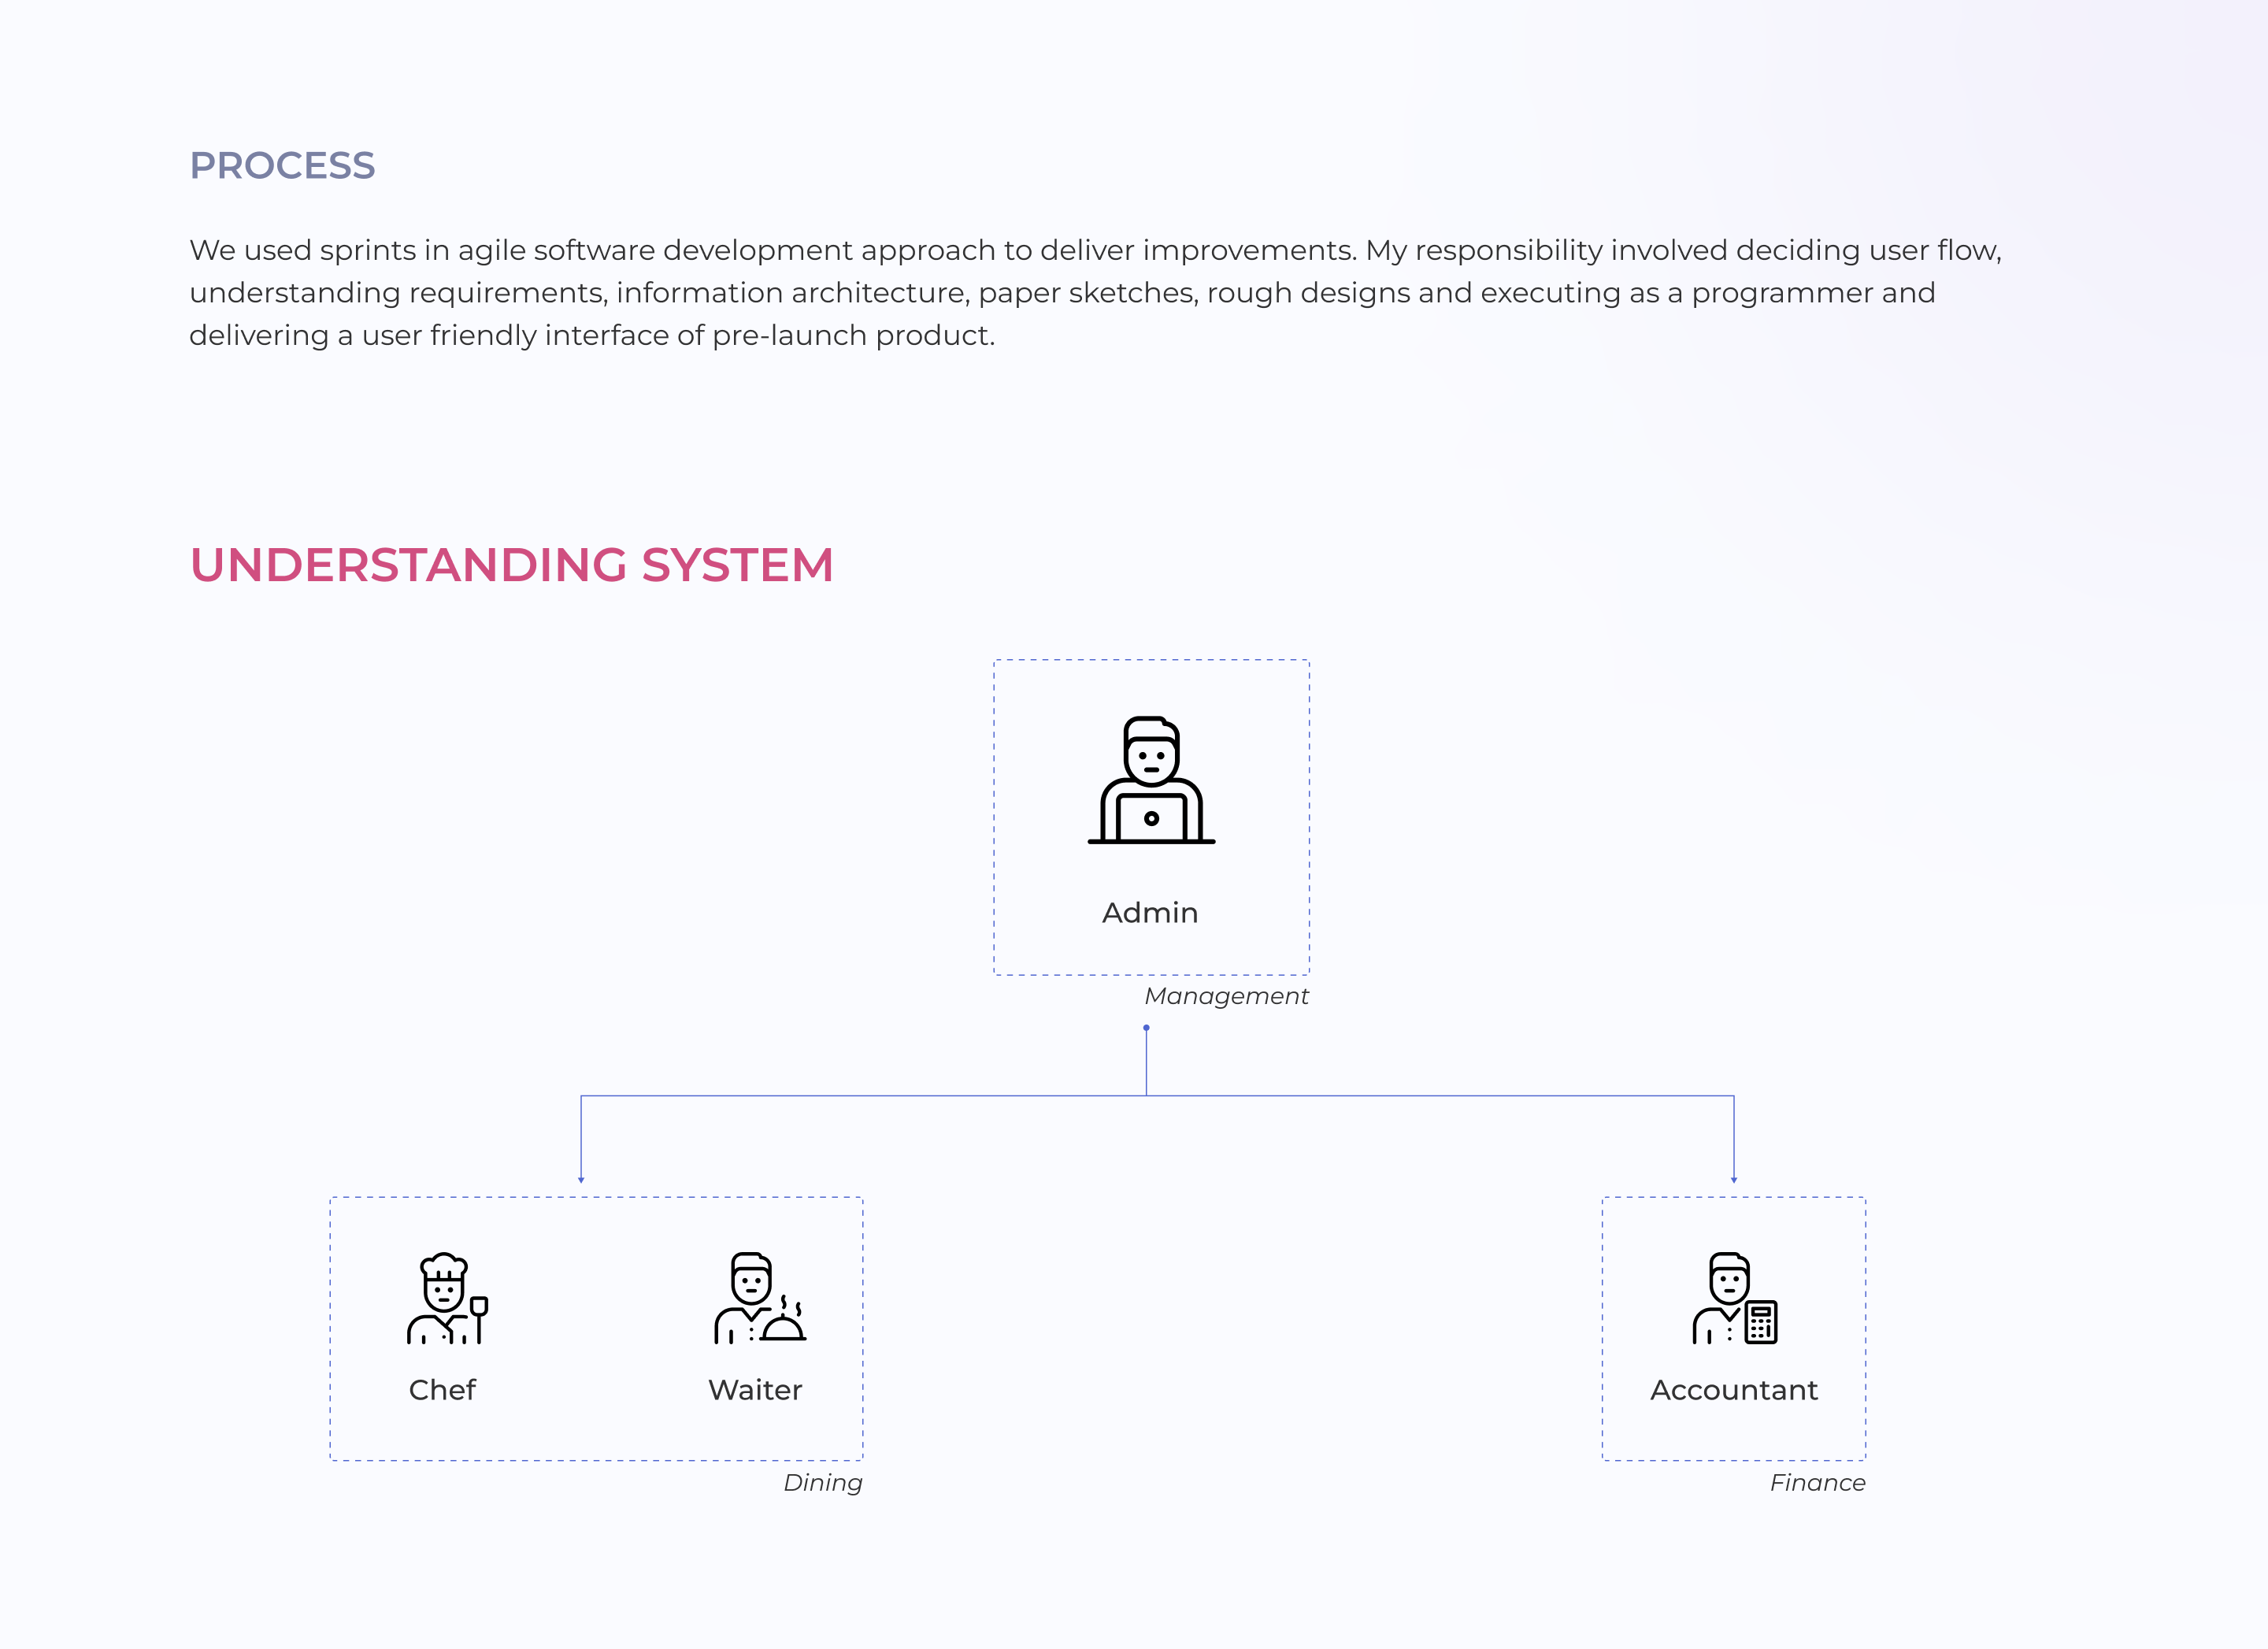 PROCESS
We used sprints in agile software development approach to deliver improvements. My responsibility involved deciding user flow,
understanding requirements, information architecture, paper sketches, rough designs and executing as a programmer and
delivering a user friendly interface of pre-launch product.
UNDERSTANDING SYSTEM
Admin
Management
Chef
Waiter
Dining
Accountant
Finance